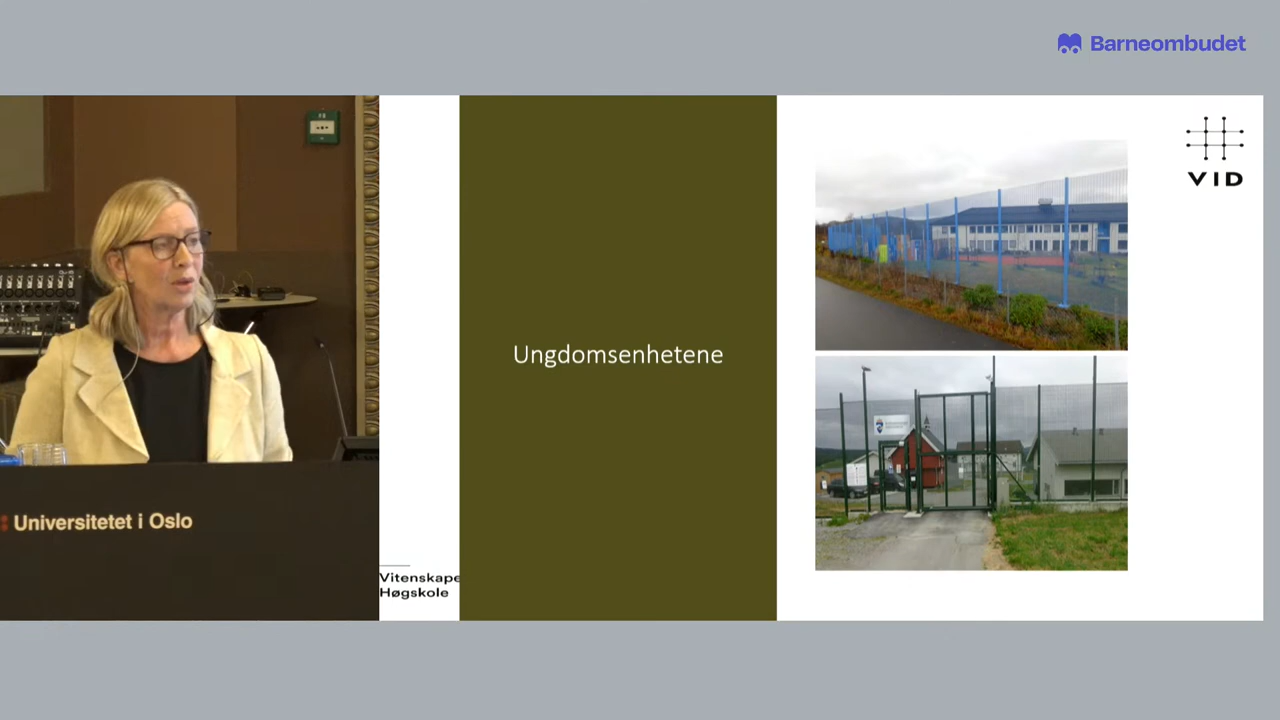 Barneombudet
VID
Ungdomsenhetene
Universitetet i Oslo
Vitenskape
Høgskole